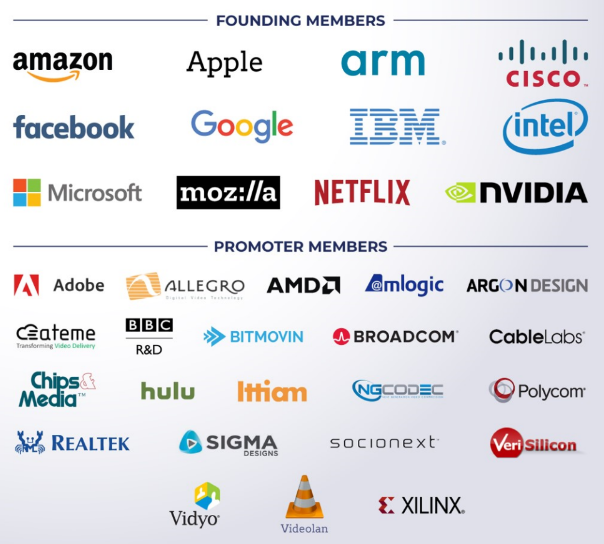 FOUNDING MEMBERS
amazon Apple arm CISCO
facebook Google IBM intel
Microsoft moz://a NETFLIX NVIDIA
PROMOTER MEMBERS
Adobe ALLEGRO AMD Amlogic ARGON DESIGN
Digital Video Technology
ateme BBC BITMOVIN BROADCOM CableLabs
Transforming Video Delivery R&D
Chips& Media™ hulu Ittiam NGCODEC Polycom
REALTEK SIGMA DESIGNS socionext VeriSilicon
Vidyo Videolan XILINX